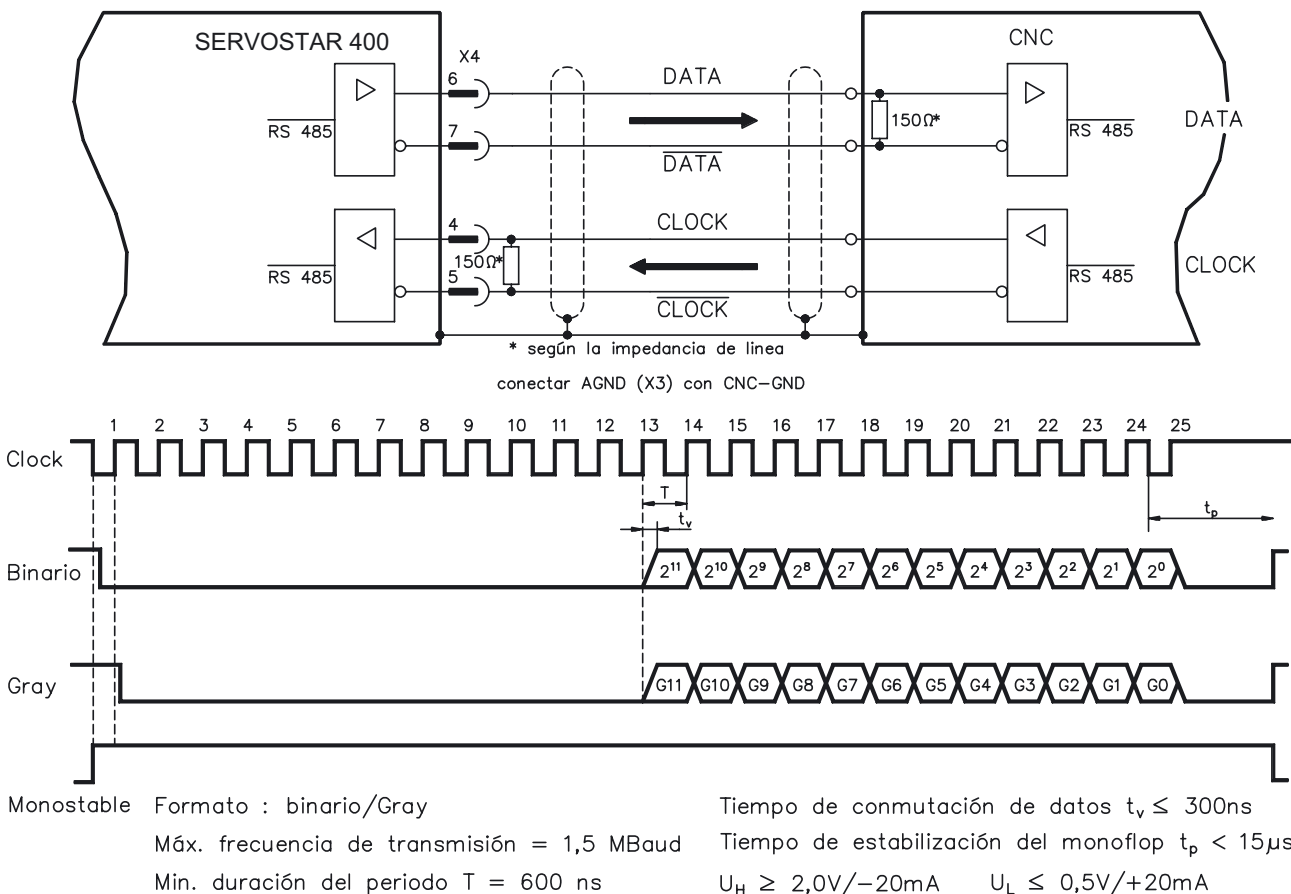 SERVOSTAR 400
X4
CNC
6
DATA
RS 485
150Ω*
RS 485
DATA
7
DATA
4
CLOCK
RS 485
150Ω*
RS 485
CLOCK
5
CLOCK
* según la impedancia de linea
conectar AGND (X3) con CNC-GND
1 2 3 4 5 6 7 8 9 10 11 12 13 14 15 16 17 18 19 20 21 22 23 24 25
Clock
T
tv
tp
Binario
2¹¹ 2¹⁰ 2⁹ 2⁸ 2⁷ 2⁶ 2⁵ 2⁴ 2³ 2² 2¹ 2⁰
Gray
G11 G10 G9 G8 G7 G6 G5 G4 G3 G2 G1 G0
Monostable
Formato : binario/Gray
Tiempo de conmutación de datos tv ≤ 300ns
Máx. frecuencia de transmisión = 1,5 MBaud
Tiempo de estabilización del monoflop tp < 15µs
Min. duración del periodo T = 600 ns
UH ≥ 2,0V/-20mA UL ≤ 0,5V/+20mA